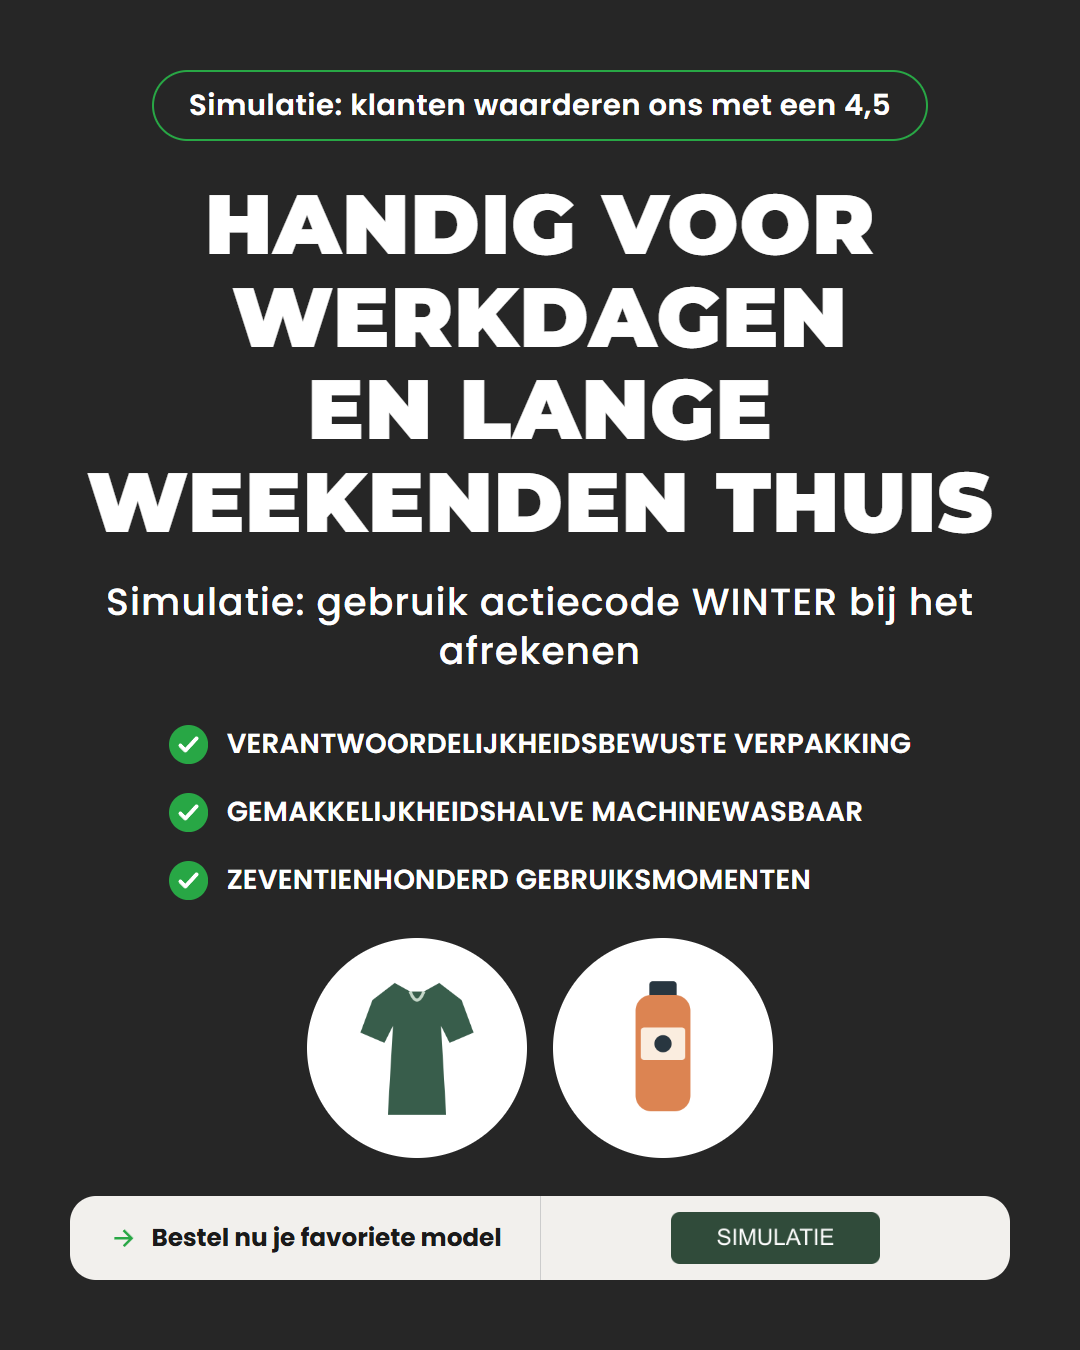 Simulatie: klanten waarderen ons met een 4,5
HANDIG VOOR
WERKDAGEN
EN LANGE
WEEKENDEN THUIS
Simulatie: gebruik actiecode WINTER bij het
afrekenen
VERANTWOORDELIJKHEIDSBEWUSTE VERPAKKING
GEMAKKELIJKHEIDSHALVE MACHINEWASBAAR
ZEVENTIENHONDERD GEBRUIKSMOMENTEN
Bestel nu je favoriete model
SIMULATIE